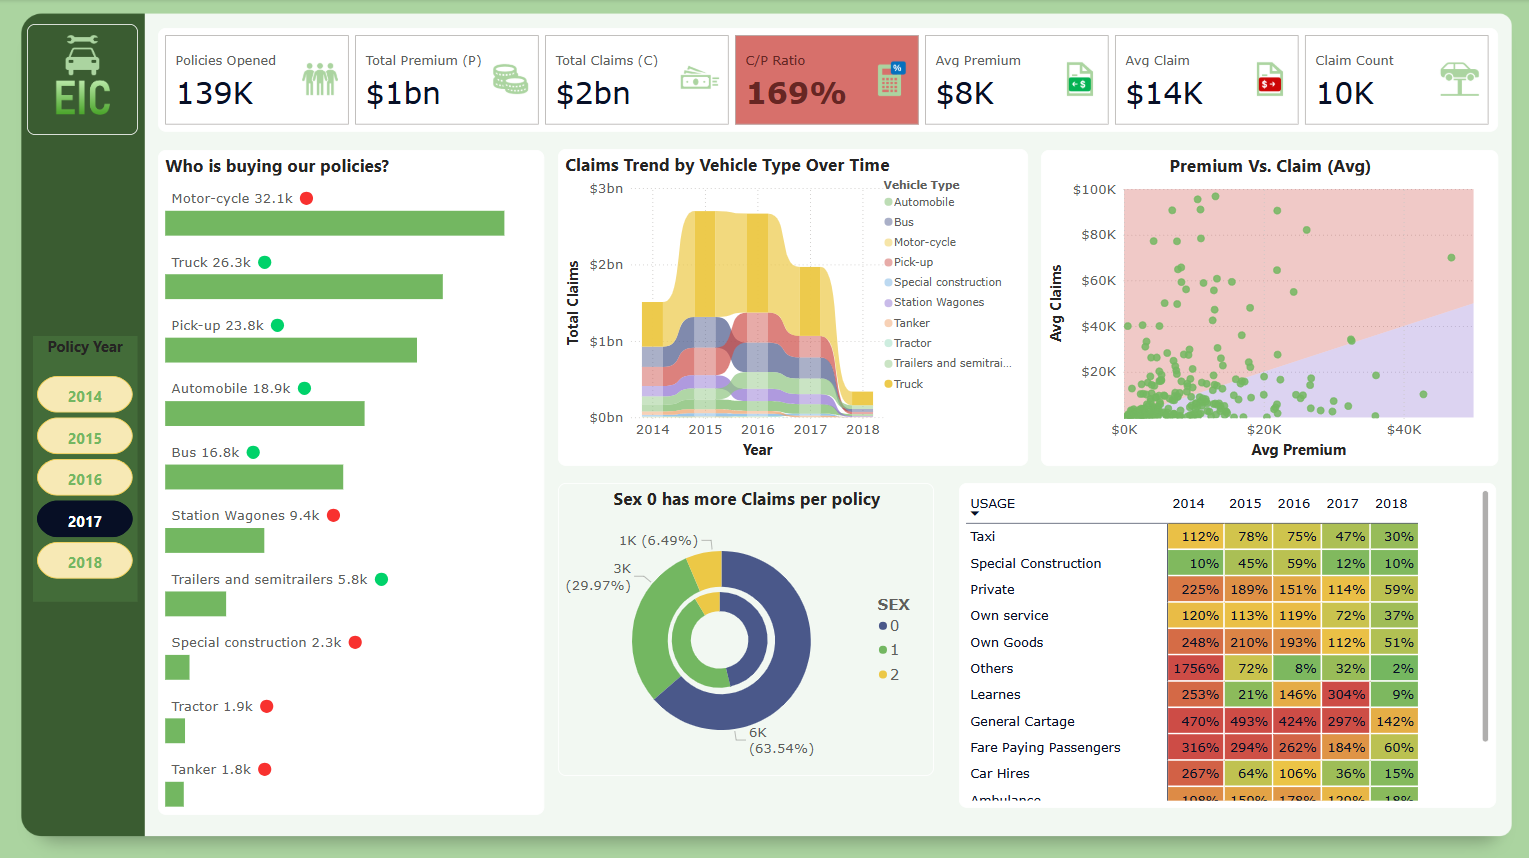 EIC
Policies Opened
139K
Total Premium (P)
$1bn
Total Claims (C)
$2bn
C/P Ratio
169%
%
Avg Premium
$8K
$
Avg Claim
$14K
$
Claim Count
10K
Policy Year
2014
2015
2016
2017
2018
Who is buying our policies?
Motor-cycle 32.1k
Truck 26.3k
Pick-up 23.8k
Automobile 18.9k
Bus 16.8k
Station Wagones 9.4k
Trailers and semitrailers 5.8k
Special construction 2.3k
Tractor 1.9k
Tanker 1.8k
Claims Trend by Vehicle Type Over Time
$3bn
$2bn
$1bn
$0bn
Total Claims
2014 2015 2016 2017 2018
Year
Vehicle Type
Automobile
Bus
Motor-cycle
Pick-up
Special construction
Station Wagones
Tanker
Tractor
Trailers and semitrai...
Truck
Premium Vs. Claim (Avg)
$100K
$80K
$60K
$40K
$20K
Avg Claims
$0K $20K $40K
Avg Premium
Sex 0 has more Claims per policy
1K (6.49%)
3K
(29.97%)
6K
(63.54%)
SEX
0
1
2
USAGE 2014 2015 2016 2017 2018
Taxi 112% 78% 75% 47% 30%
Special Construction 10% 45% 59% 12% 10%
Private 225% 189% 151% 114% 59%
Own service 120% 113% 119% 72% 37%
Own Goods 248% 210% 193% 112% 51%
Others 1756% 72% 8% 32% 2%
Learnes 253% 21% 146% 304% 9%
General Cartage 470% 493% 424% 297% 142%
Fare Paying Passengers 316% 294% 262% 184% 60%
Car Hires 267% 64% 106% 36% 15%
Ambulance 198% 159% 178% 129% 18%